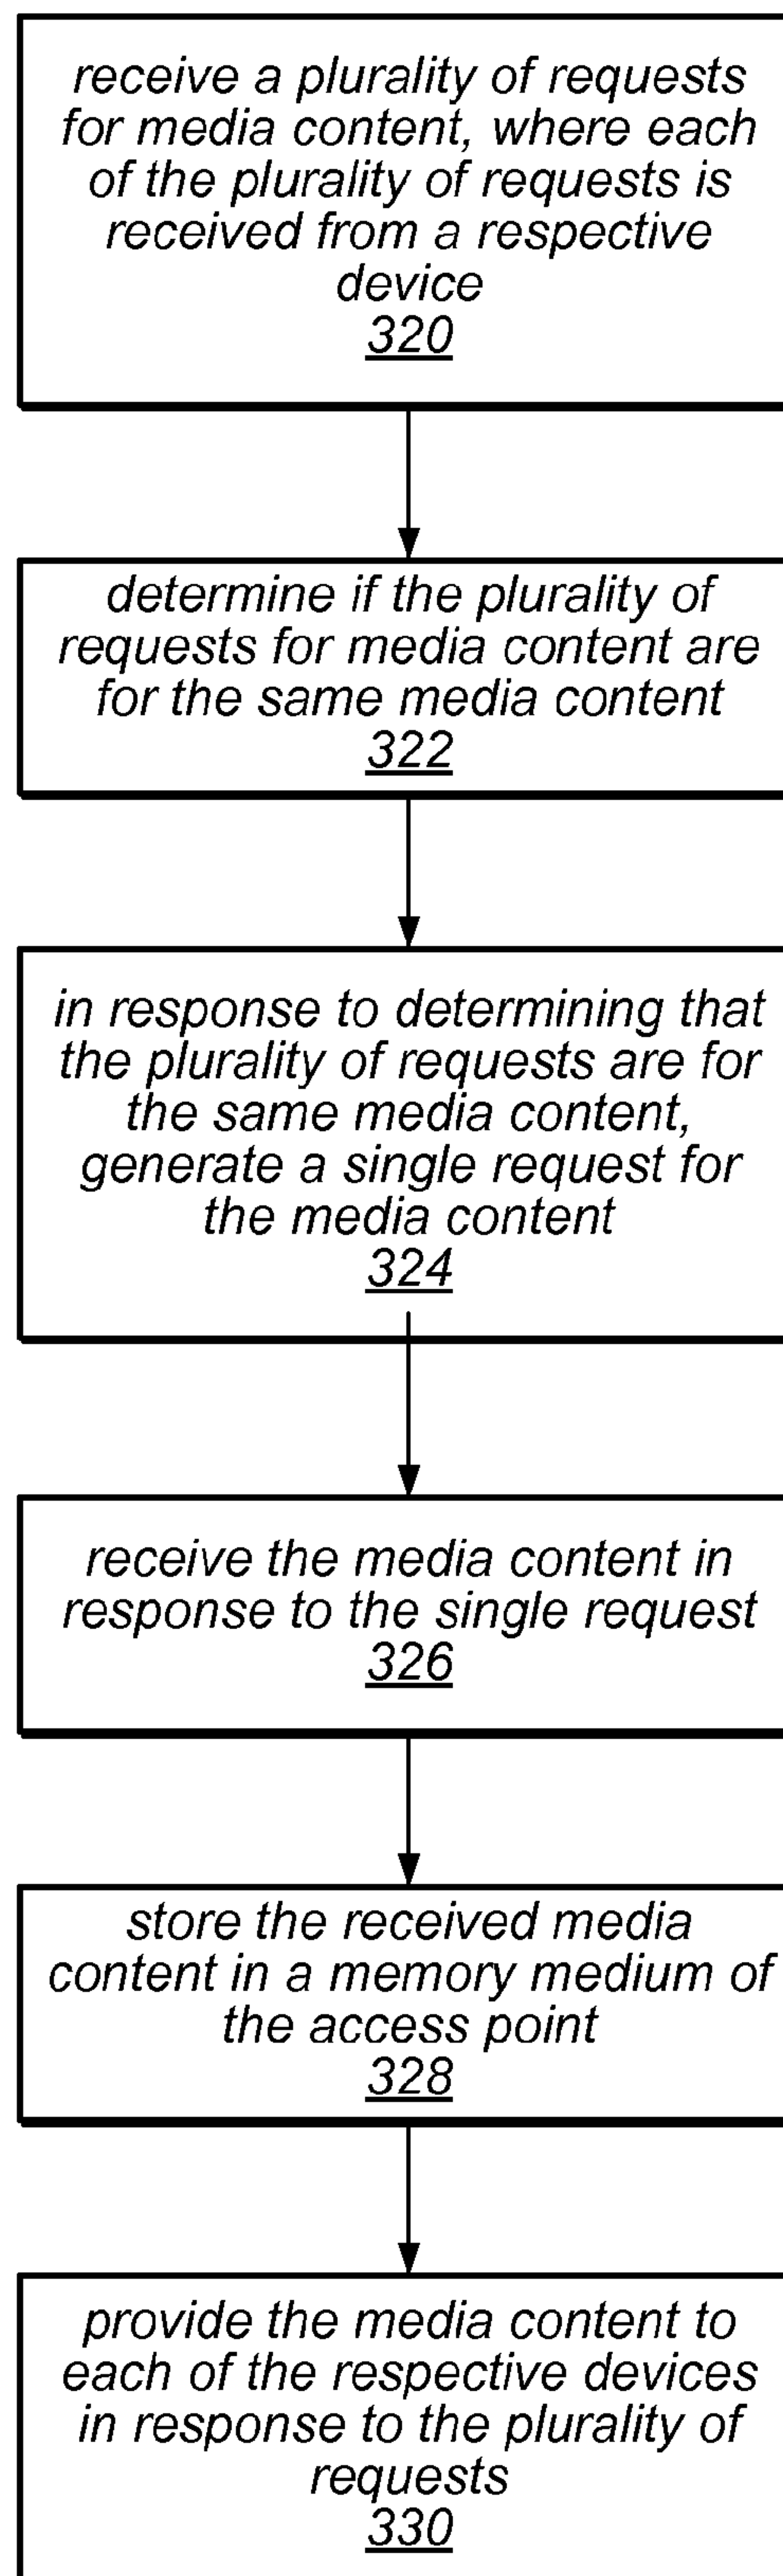 receive a plurality of requests
for media content, where each
of the plurality of requests is
received from a respective
device
320
determine if the plurality of
requests for media content are
for the same media content
322
in response to determining that
the plurality of requests are for
the same media content,
generate a single request for
the media content
324
receive the media content in
response to the single request
326
store the received media
content in a memory medium of
the access point
328
provide the media content to
each of the respective devices
in response to the plurality of
requests
330